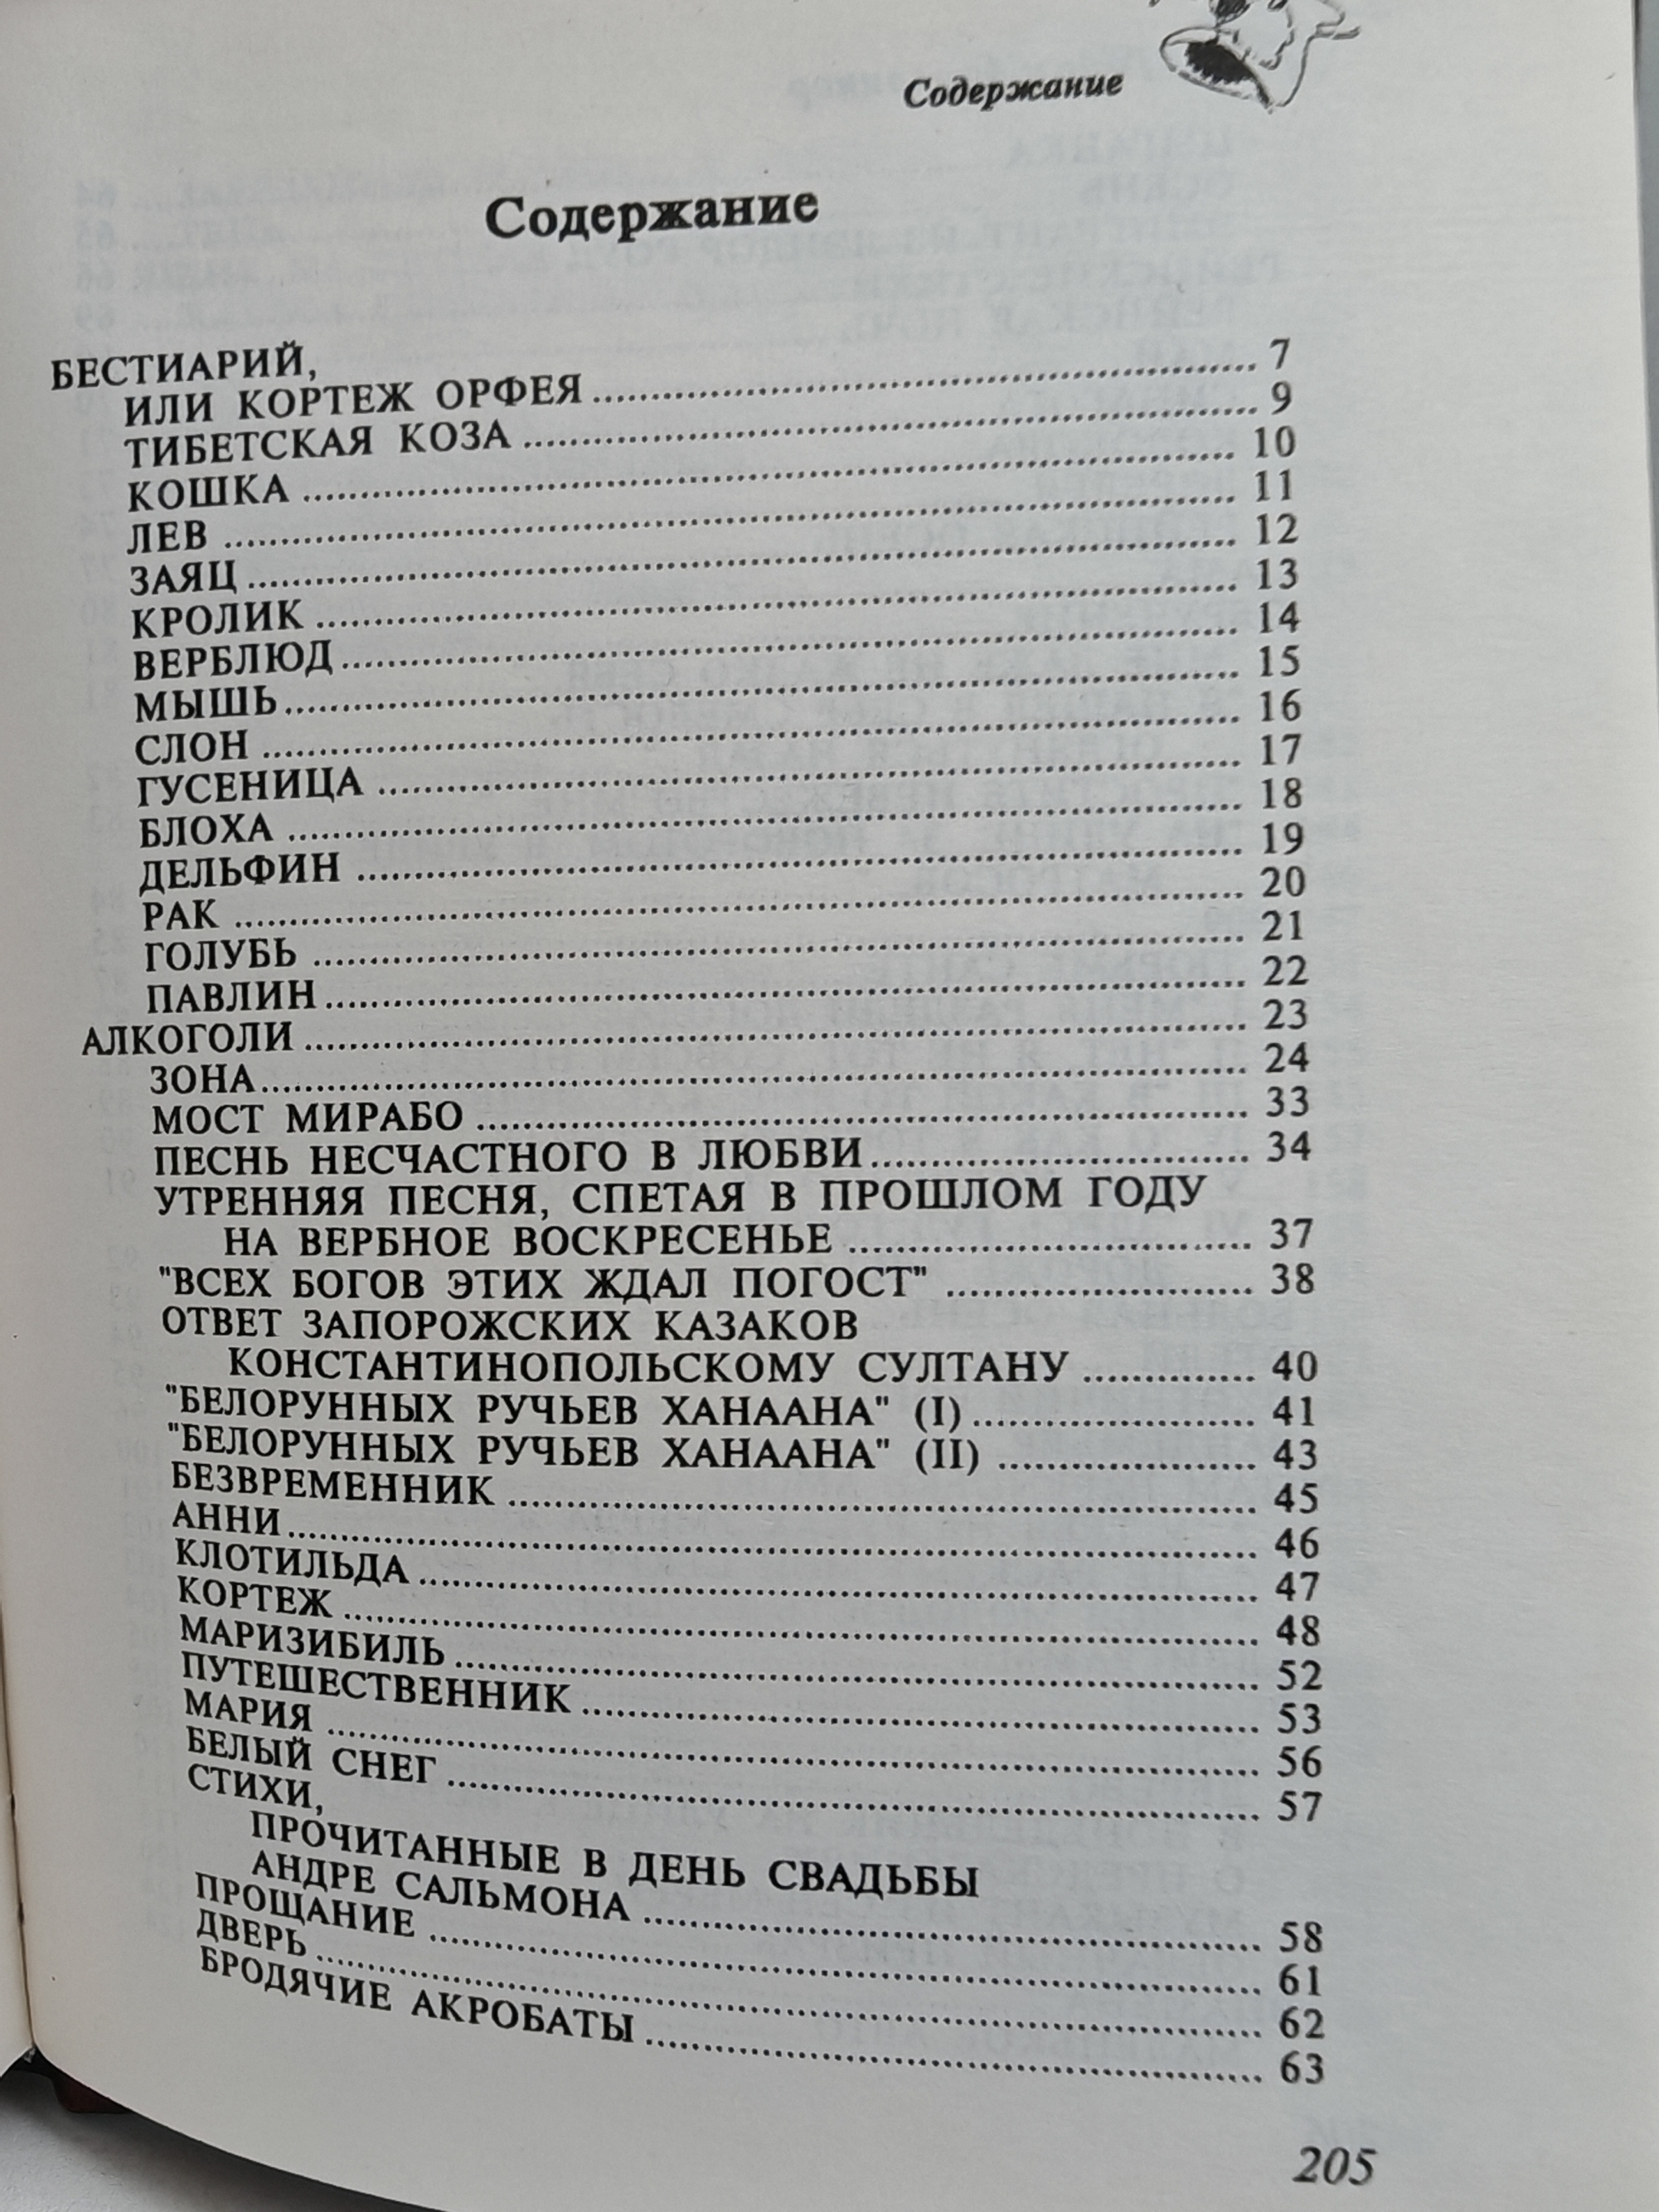 Содержание
Содержание
БЕСТИАРИЙ,
ИЛИ КОРТЕЖ ОРФЕЯ 7
ТИБЕТСКАЯ КОЗА 9
КОШКА 10
ЛЕВ 11
ЗАЯЦ 12
КРОЛИК 13
ВЕРБЛЮД 14
МЫШЬ 15
СЛОН 16
ГУСЕНИЦА 17
БЛОХА 18
ДЕЛЬФИН 19
РАК 20
ГОЛУБЬ 21
ПАВЛИН 22
АЛКОГОЛИ 23
ЗОНА 24
МОСТ МИРАБО 33
ПЕСНЬ НЕСЧАСТНОГО В ЛЮБВИ 34
УТРЕННЯЯ ПЕСНЯ, СПЕТАЯ В ПРОШЛОМ ГОДУ
НА ВЕРБНОЕ ВОСКРЕСЕНЬЕ 37
"ВСЕХ БОГОВ ЭТИХ ЖДАЛ ПОГОСТ" 38
ОТВЕТ ЗАПОРОЖСКИХ КАЗАКОВ
КОНСТАНТИНОПОЛЬСКОМУ СУЛТАНУ 40
"БЕЛОРУННЫХ РУЧЬЕВ ХАНААНА" (I) 41
"БЕЛОРУННЫХ РУЧЬЕВ ХАНААНА" (II) 43
БЕЗВРЕМЕННИК 45
АННИ 46
КЛОТИЛЬДА 47
КОРТЕЖ 48
МАРИЗИБИЛЬ 52
ПУТЕШЕСТВЕННИК 53
МАРИЯ 56
БЕЛЫЙ СНЕГ 57
СТИХИ,
ПРОЧИТАННЫЕ В ДЕНЬ СВАДЬБЫ
АНДРЕ САЛЬМОНА 58
ПРОЩАНИЕ 61
ДВЕРЬ 62
БРОДЯЧИЕ АКРОБАТЫ 63
205